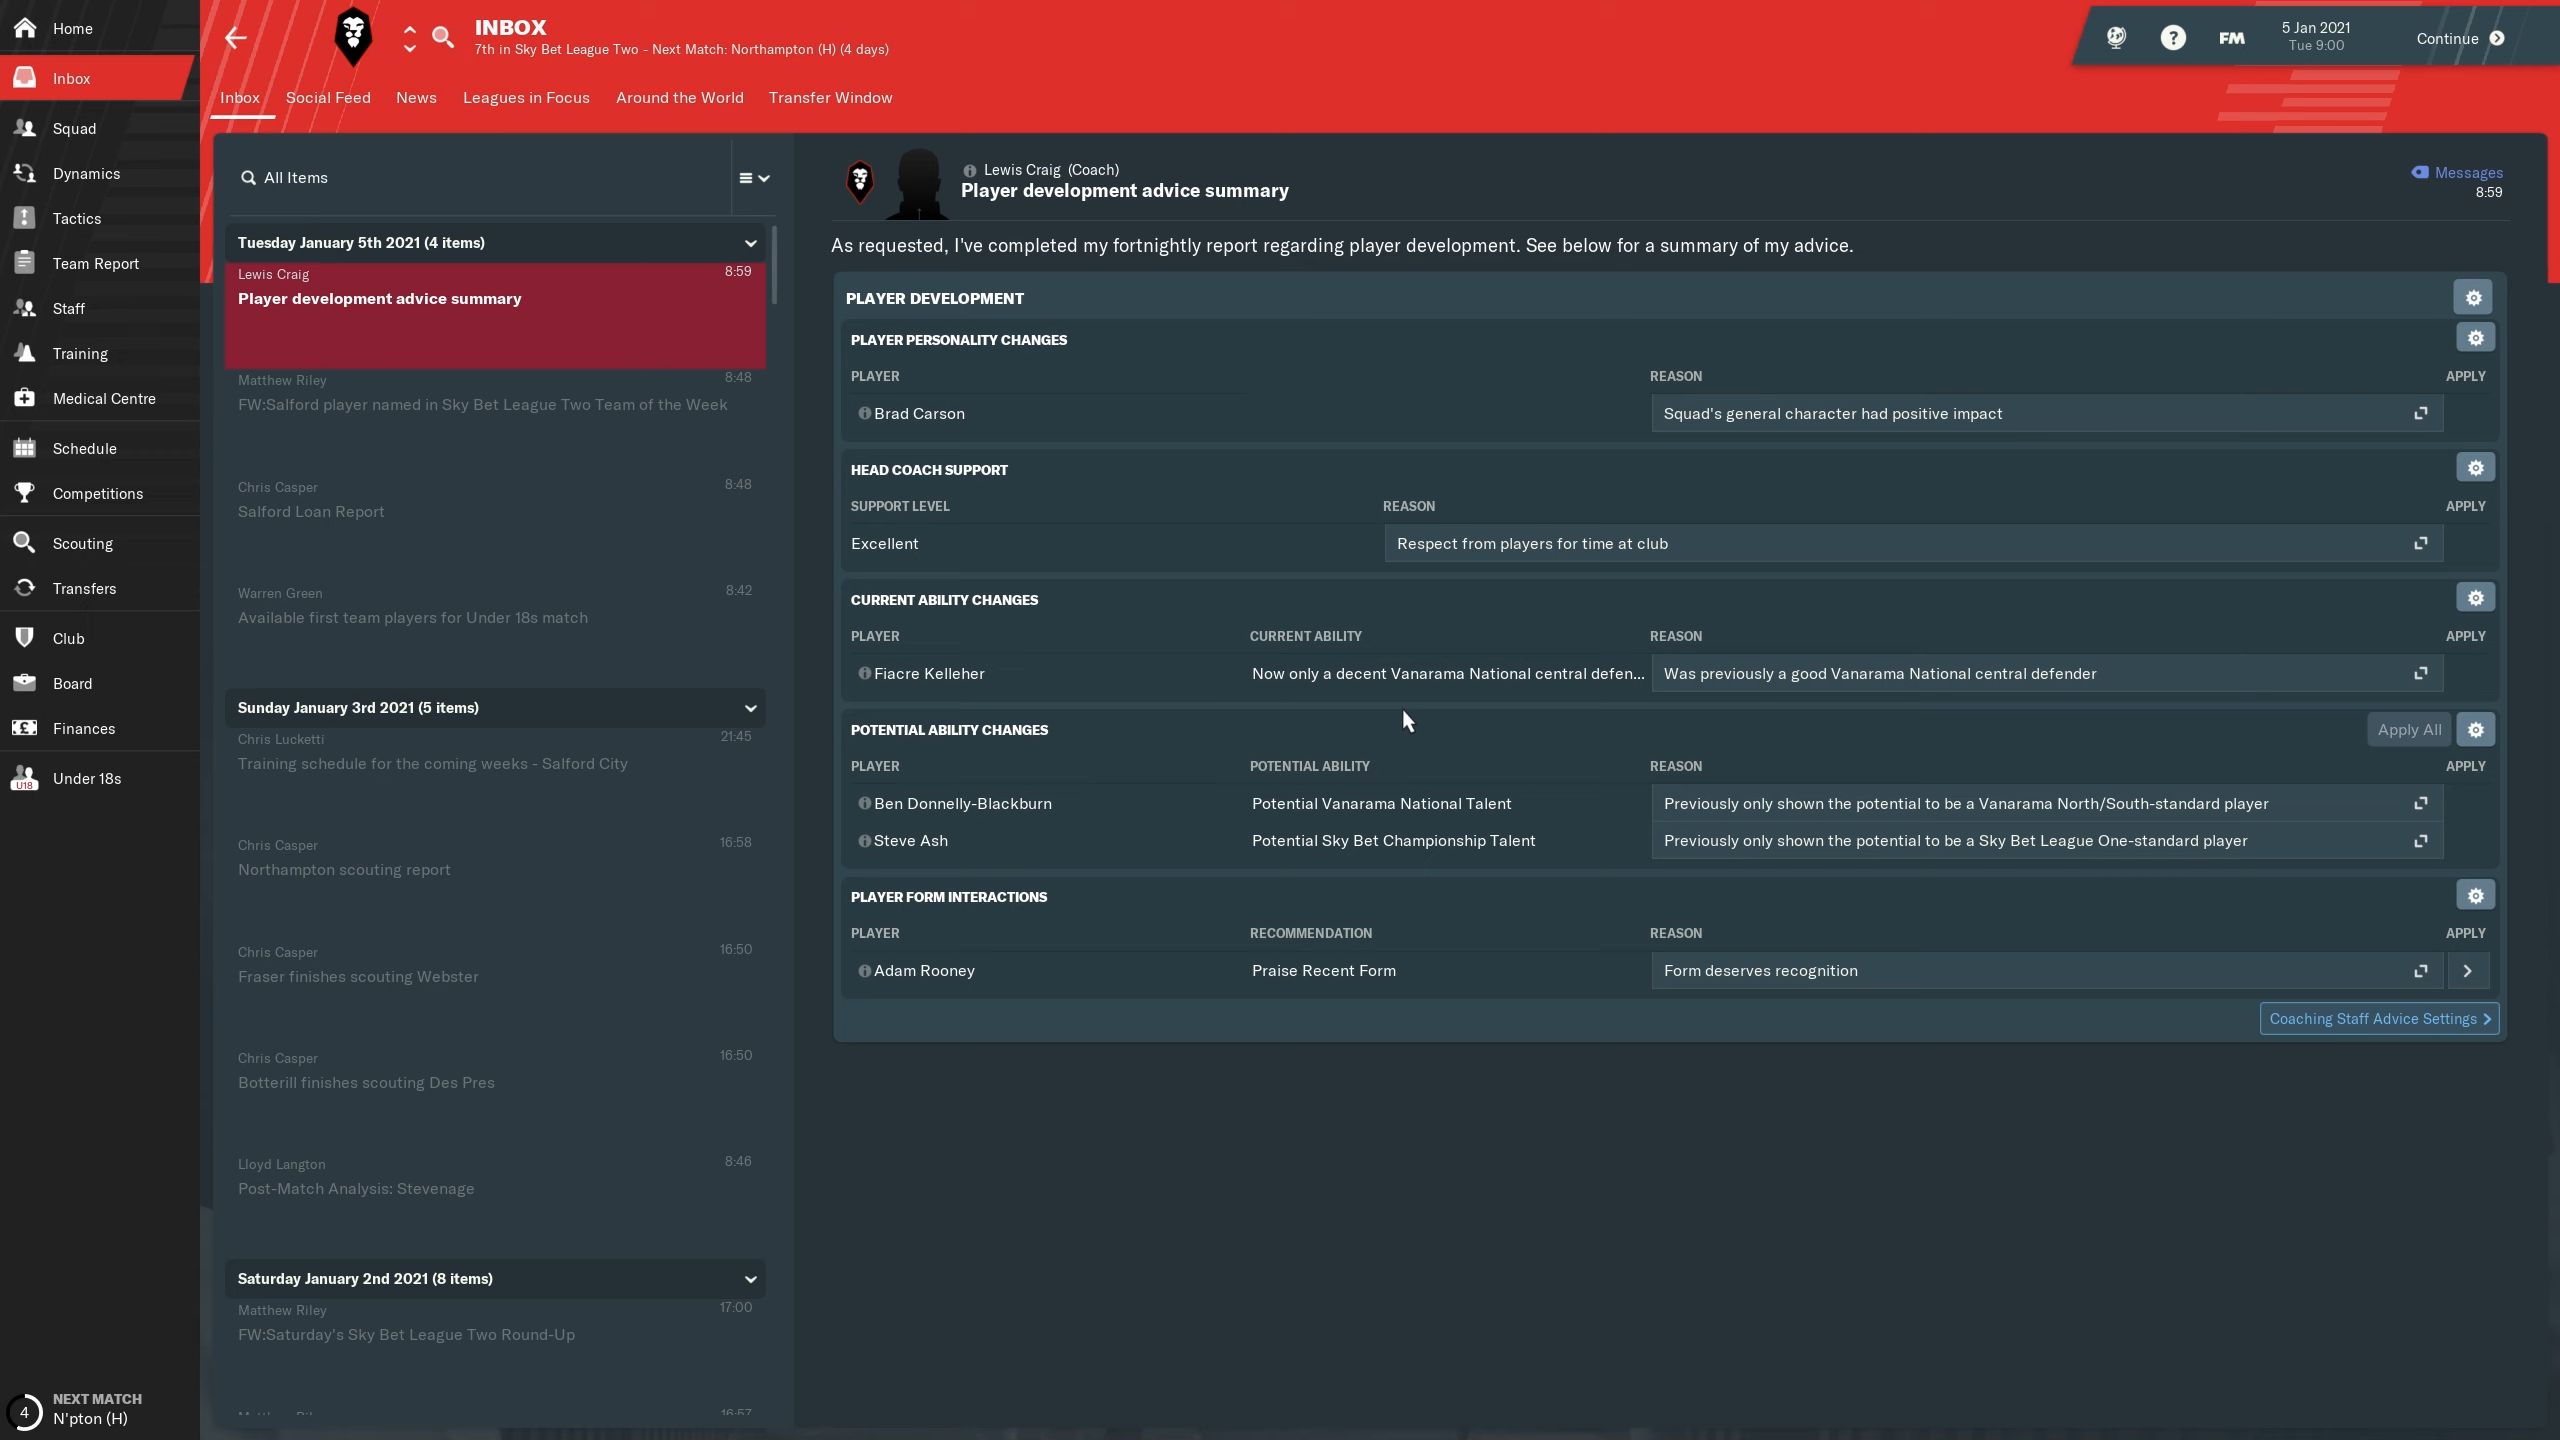 Home
Inbox
Squad
Dynamics
Tactics
Team Report
Staff
Training
Medical Centre
Schedule
Competitions
Scouting
Transfers
Club
Board
Finances
U18
Under 18s
4
NEXT MATCH
N'pton (H)
INBOX
7th in Sky Bet League Two - Next Match: Northampton (H) (4 days)
?
FM
5 Jan 2021
Tue 9:00
Continue
Inbox Social Feed News Leagues in Focus Around the World Transfer Window
All Items
Tuesday January 5th 2021 (4 items)
Lewis Craig 8:59
Player development advice summary
Matthew Riley 8:48
FW:Salford player named in Sky Bet League Two Team of the Week
Chris Casper 8:48
Salford Loan Report
Warren Green 8:42
Available first team players for Under 18s match
Sunday January 3rd 2021 (5 items)
Chris Lucketti 21:45
Training schedule for the coming weeks - Salford City
Chris Casper 16:58
Northampton scouting report
Chris Casper 16:50
Fraser finishes scouting Webster
Chris Casper 16:50
Botterill finishes scouting Des Pres
Lloyd Langton 8:46
Post-Match Analysis: Stevenage
Saturday January 2nd 2021 (8 items)
Matthew Riley 17:00
FW:Saturday's Sky Bet League Two Round-Up
Lewis Craig (Coach)
Player development advice summary
Messages
8:59
As requested, I've completed my fortnightly report regarding player development. See below for a summary of my advice.
PLAYER DEVELOPMENT
PLAYER PERSONALITY CHANGES
PLAYER REASON APPLY
Brad Carson Squad's general character had positive impact
HEAD COACH SUPPORT
SUPPORT LEVEL REASON APPLY
Excellent Respect from players for time at club
CURRENT ABILITY CHANGES
PLAYER CURRENT ABILITY REASON APPLY
Fiacre Kelleher Now only a decent Vanarama National central defen... Was previously a good Vanarama National central defender
POTENTIAL ABILITY CHANGES Apply All
PLAYER POTENTIAL ABILITY REASON APPLY
Ben Donnelly-Blackburn Potential Vanarama National Talent Previously only shown the potential to be a Vanarama North/South-standard player
Steve Ash Potential Sky Bet Championship Talent Previously only shown the potential to be a Sky Bet League One-standard player
PLAYER FORM INTERACTIONS
PLAYER RECOMMENDATION REASON APPLY
Adam Rooney Praise Recent Form Form deserves recognition
Coaching Staff Advice Settings